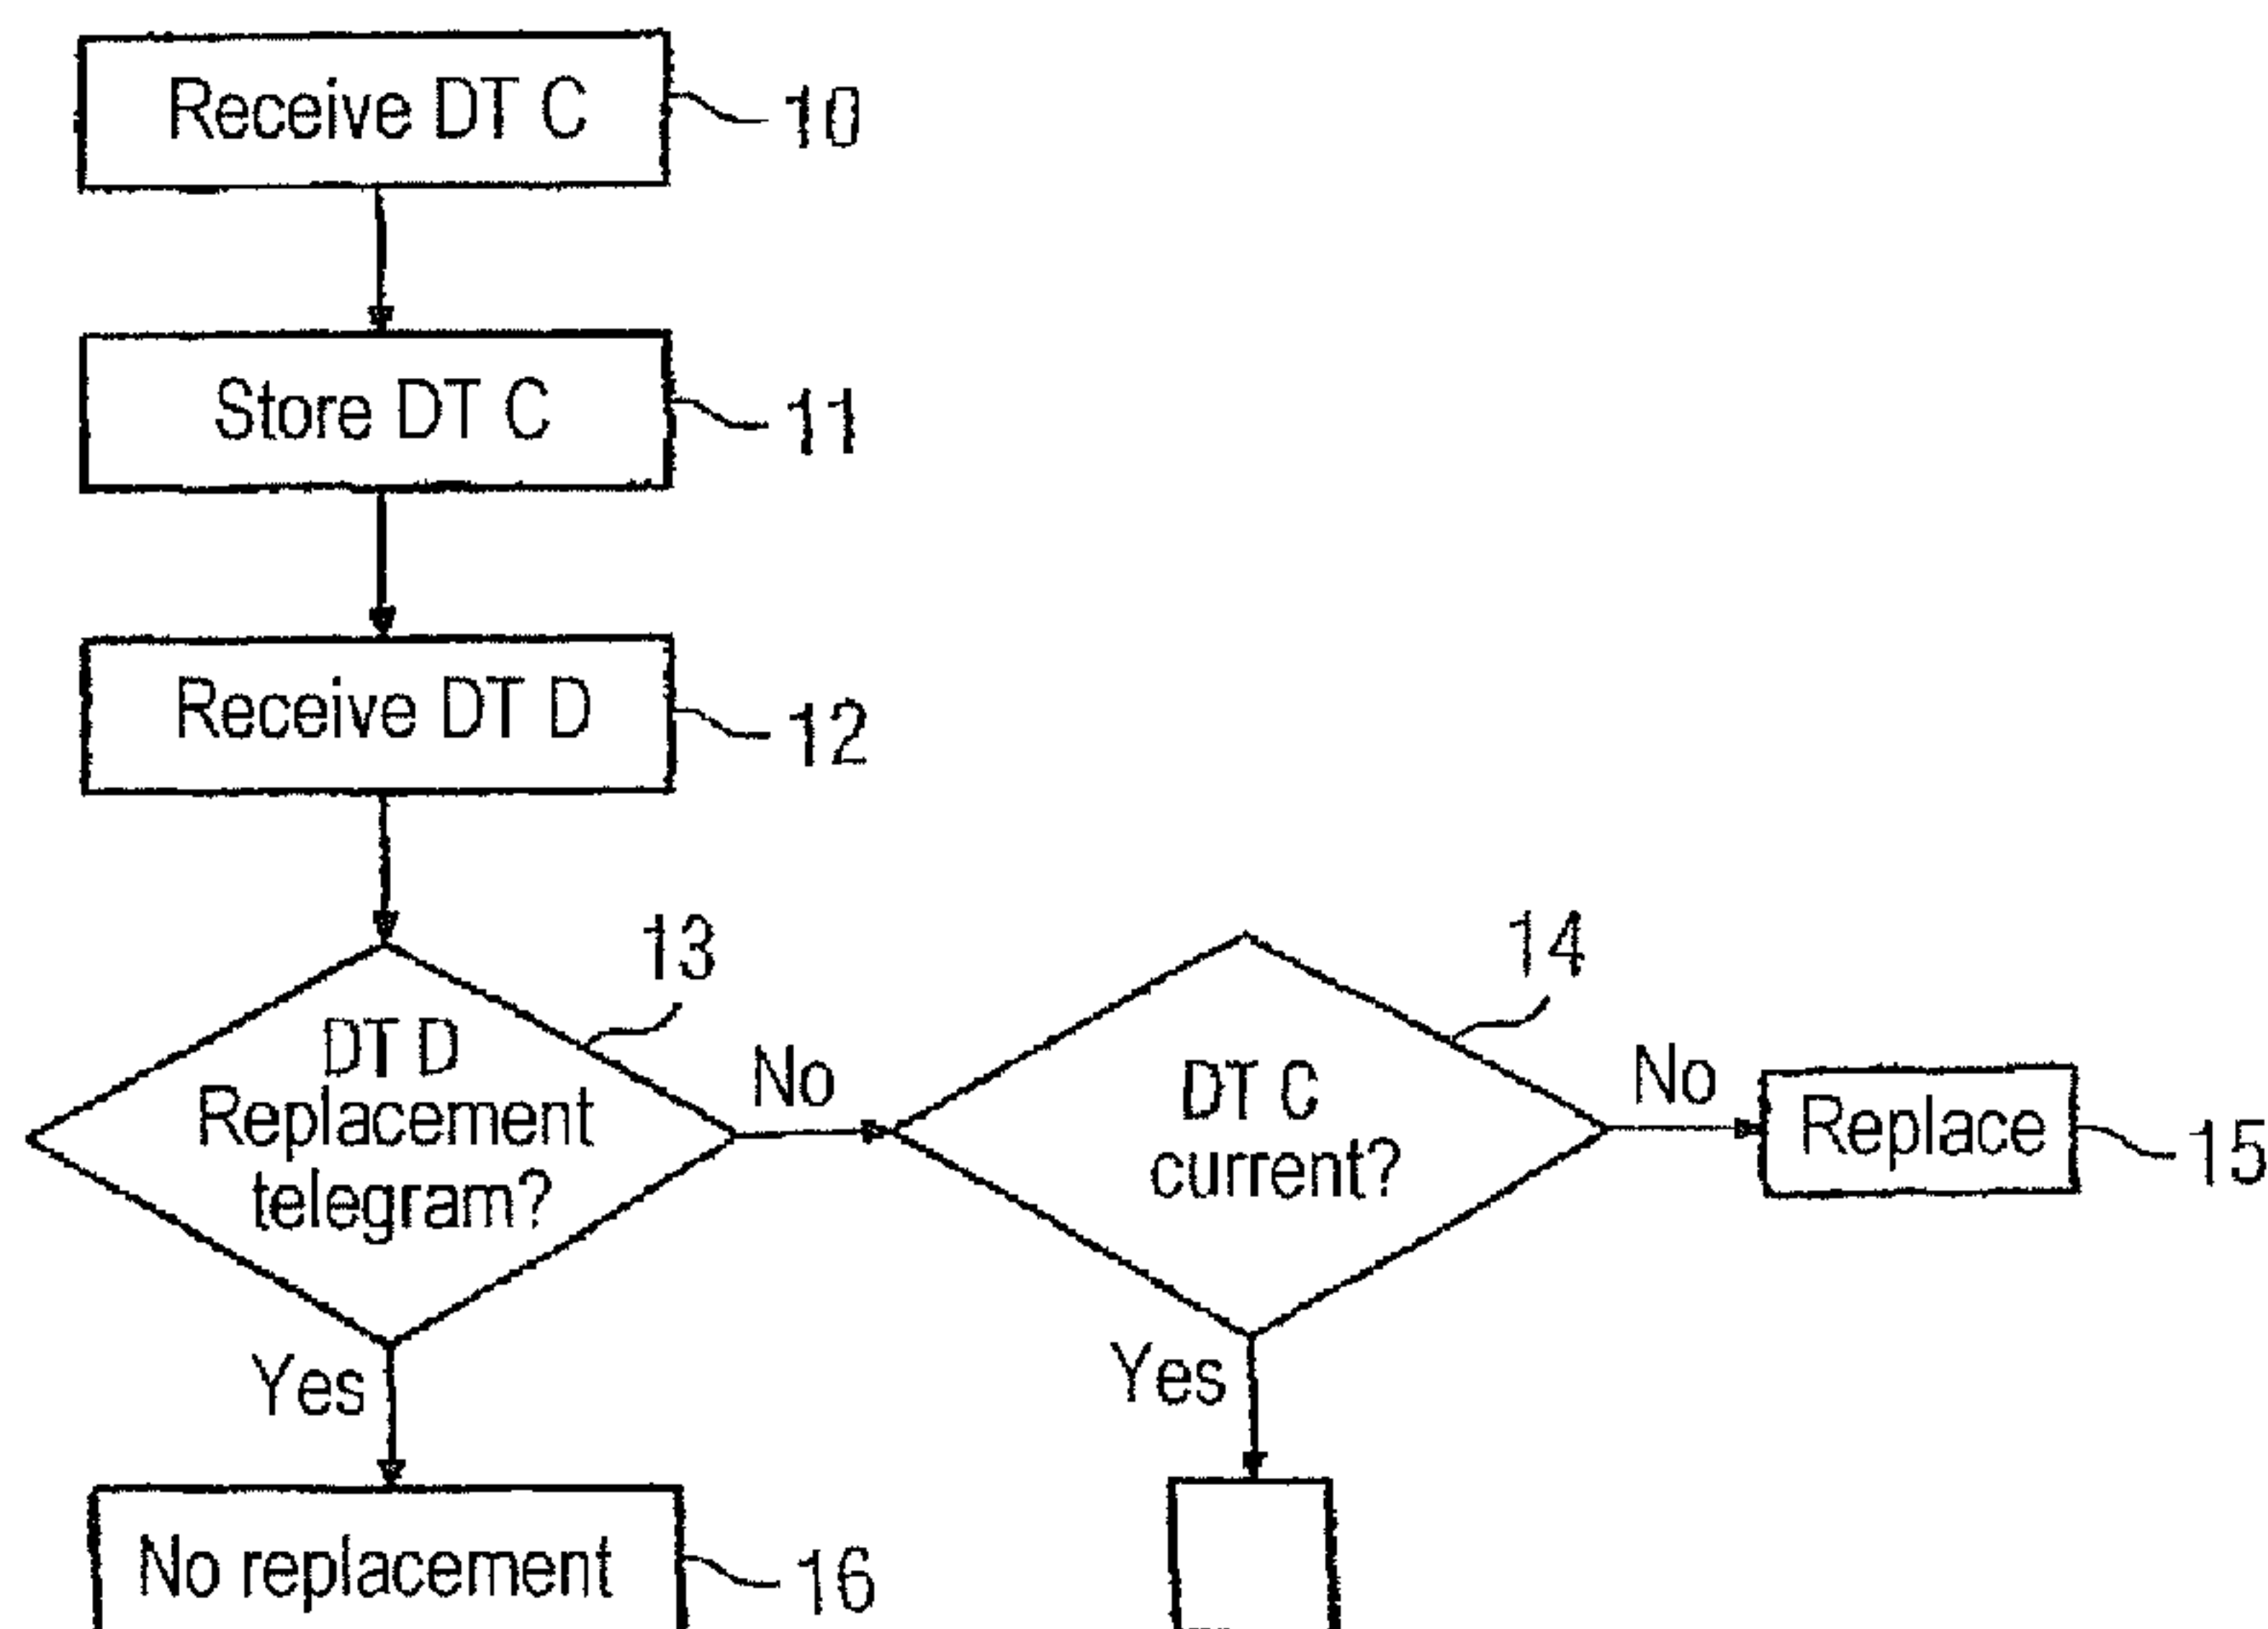 Receive DT C
10
Store DT C
11
Receive DT D
12
13
DT D
Replacement
telegram?
No
14
DT C
current?
No
Replace
15
Yes
Yes
No replacement
16